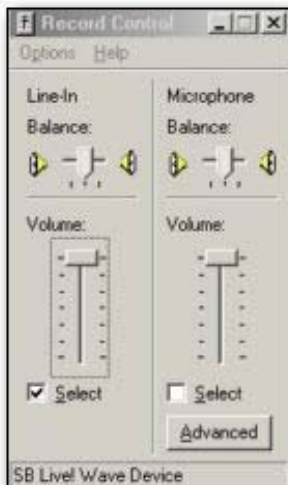 Record Control
Options Help
Line-In Microphone
Balance: Balance:
Volume: Volume:
Select Select
Advanced
SB Live! Wave Device